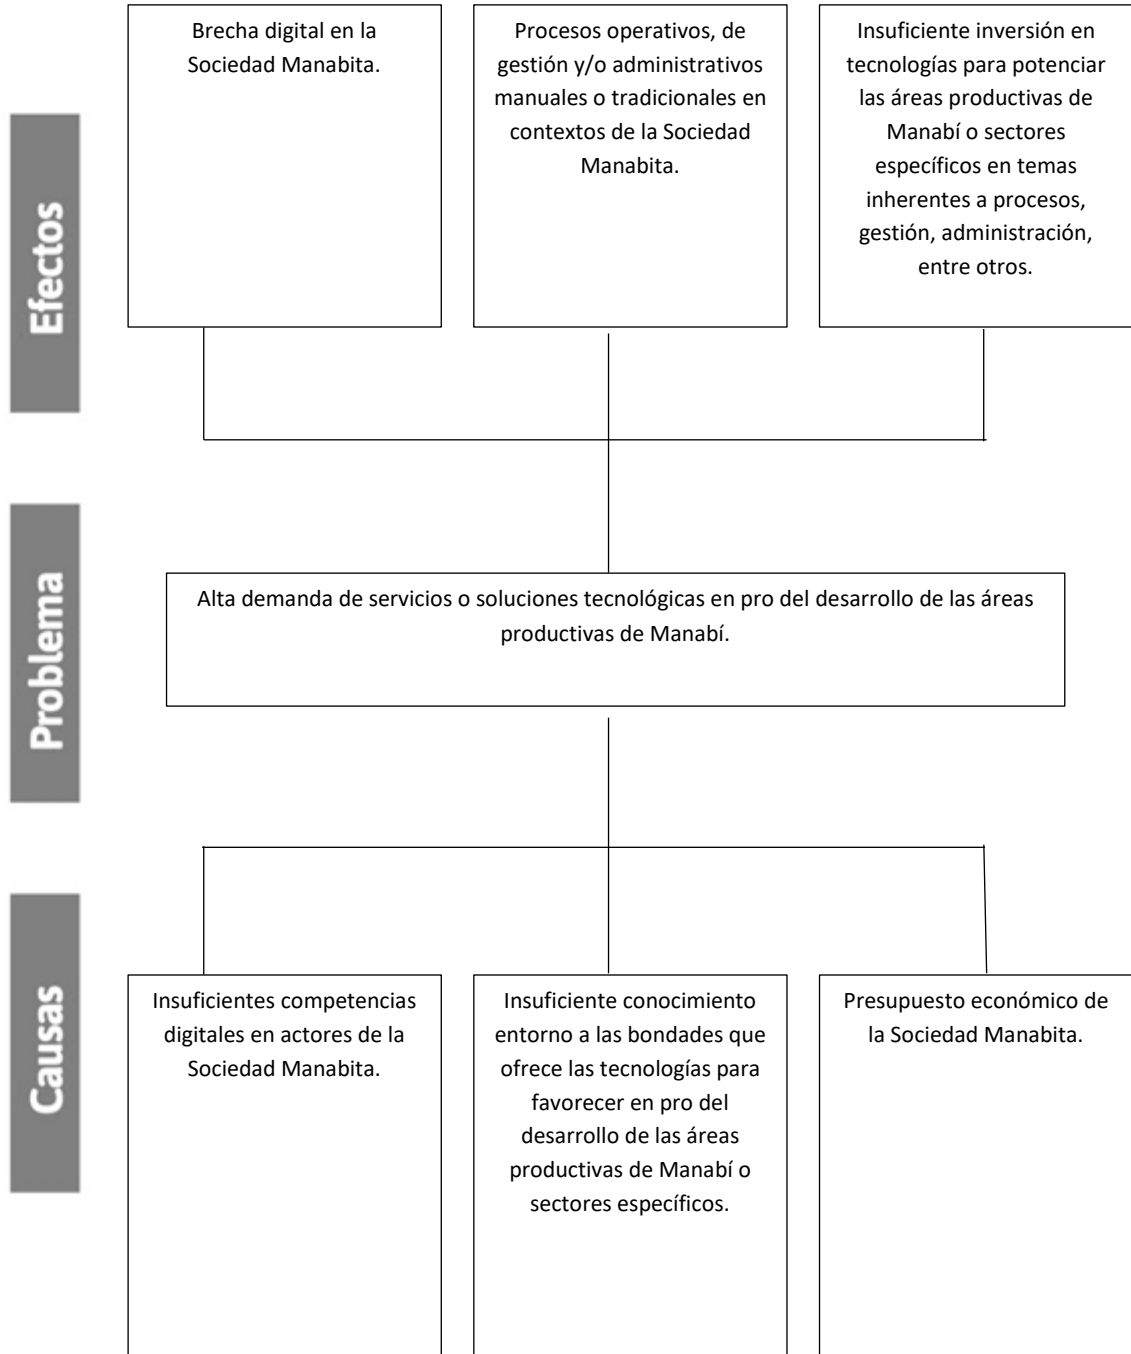 Efectos
Brecha digital en la
Sociedad Manabita.
Procesos operativos, de
gestión y/o administrativos
manuales o tradicionales en
contextos de la Sociedad
Manabita.
Insuficiente inversión en
tecnologías para potenciar
las áreas productivas de
Manabí o sectores
específicos en temas
inherentes a procesos,
gestión, administración,
entre otros.
Problema
Alta demanda de servicios o soluciones tecnológicas en pro del desarrollo de las áreas
productivas de Manabí.
Causas
Insuficientes competencias
digitales en actores de la
Sociedad Manabita.
Insuficiente conocimiento
entorno a las bondades que
ofrece las tecnologías para
favorecer en pro del
desarrollo de las áreas
productivas de Manabí o
sectores específicos.
Presupuesto económico de
la Sociedad Manabita.